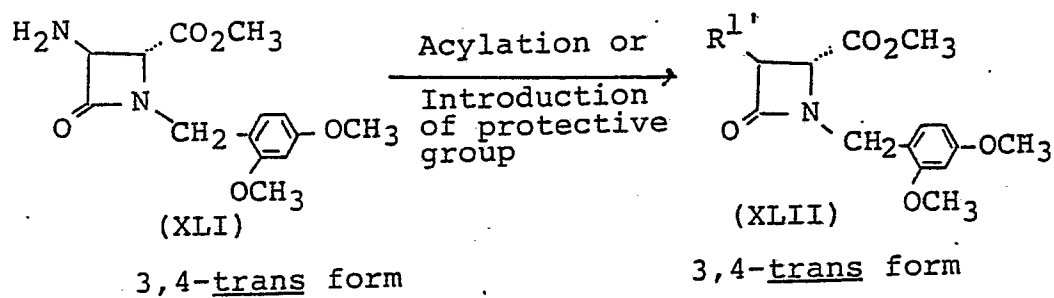 H₂N
CO₂CH₃
O
N
CH₂
OCH₃
OCH₃
(XLI)
3,4-trans form
Acylation or
Introduction
of protective
group
R¹'
CO₂CH₃
O
N
CH₂
OCH₃
OCH₃
(XLII)
3,4-trans form